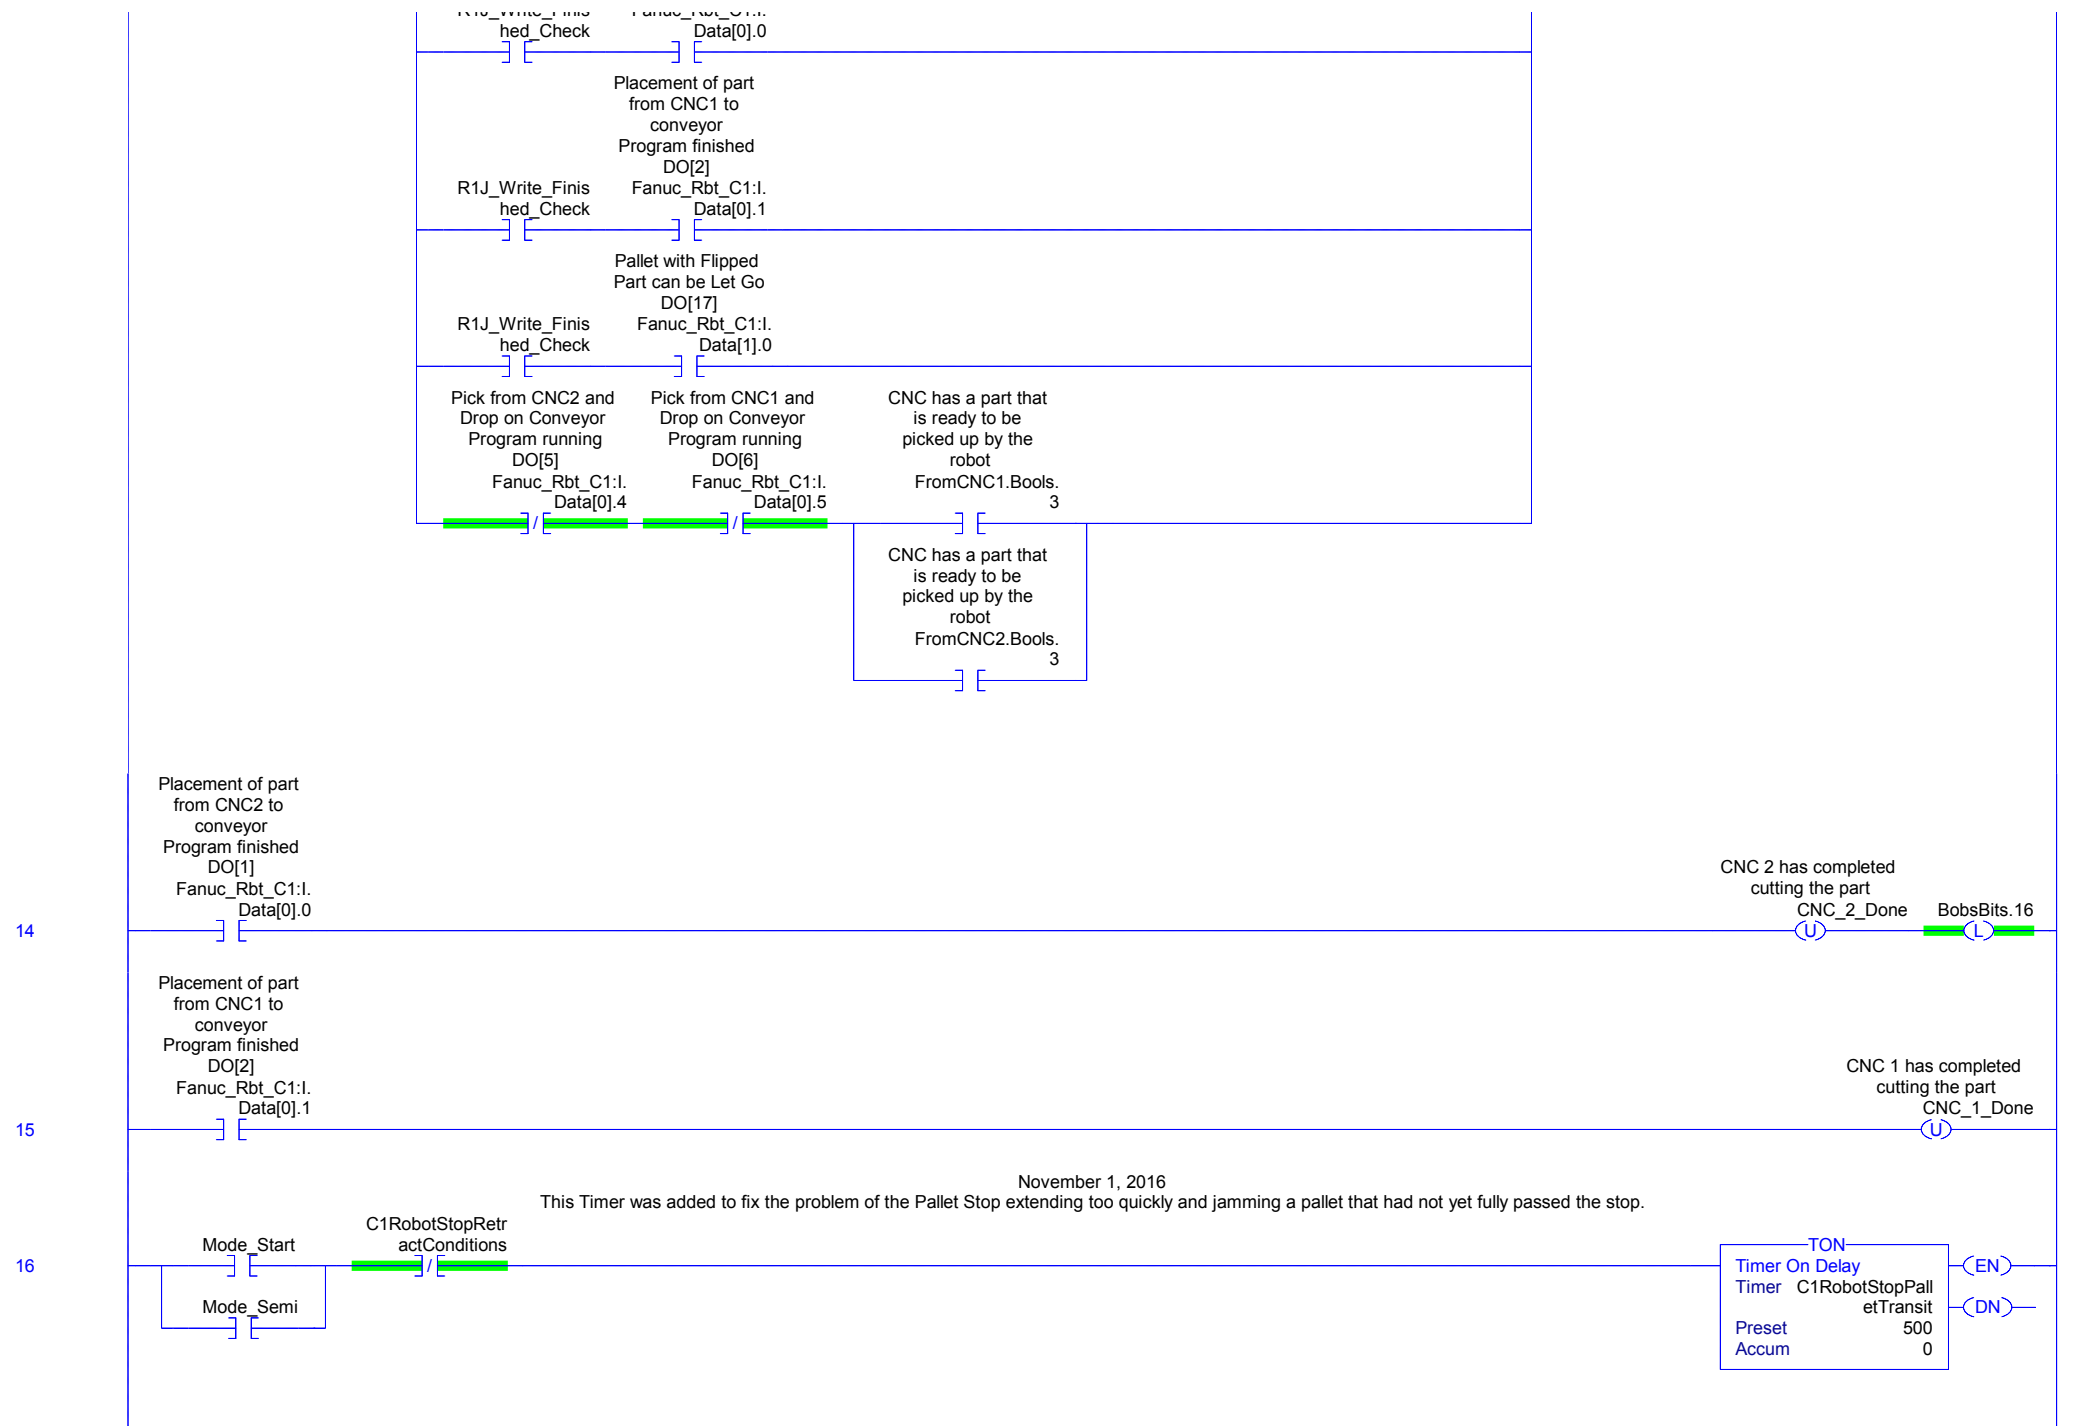 hed_Check
Data[0].0
Placement of part
from CNC1 to
conveyor
Program finished
DO[2]
R1J_Write_Finis
hed_Check
Fanuc_Rbt_C1:I.
Data[0].1
Pallet with Flipped
Part can be Let Go
DO[17]
R1J_Write_Finis
hed_Check
Fanuc_Rbt_C1:I.
Data[1].0
Pick from CNC2 and
Drop on Conveyor
Program running
DO[5]
Fanuc_Rbt_C1:I.
Data[0].4
Pick from CNC1 and
Drop on Conveyor
Program running
DO[6]
Fanuc_Rbt_C1:I.
Data[0].5
CNC has a part that
is ready to be
picked up by the
robot
FromCNC1.Bools.
3
CNC has a part that
is ready to be
picked up by the
robot
FromCNC2.Bools.
3
14
Placement of part
from CNC2 to
conveyor
Program finished
DO[1]
Fanuc_Rbt_C1:I.
Data[0].0
CNC 2 has completed
cutting the part
CNC_2_Done
U
BobsBits.16
L
15
Placement of part
from CNC1 to
conveyor
Program finished
DO[2]
Fanuc_Rbt_C1:I.
Data[0].1
CNC 1 has completed
cutting the part
CNC_1_Done
U
November 1, 2016
This Timer was added to fix the problem of the Pallet Stop extending too quickly and jamming a pallet that had not yet fully passed the stop.
16
Mode_Start
Mode_Semi
C1RobotStopRetr
actConditions
TON
Timer On Delay
Timer C1RobotStopPall
etTransit
Preset 500
Accum 0
EN
DN